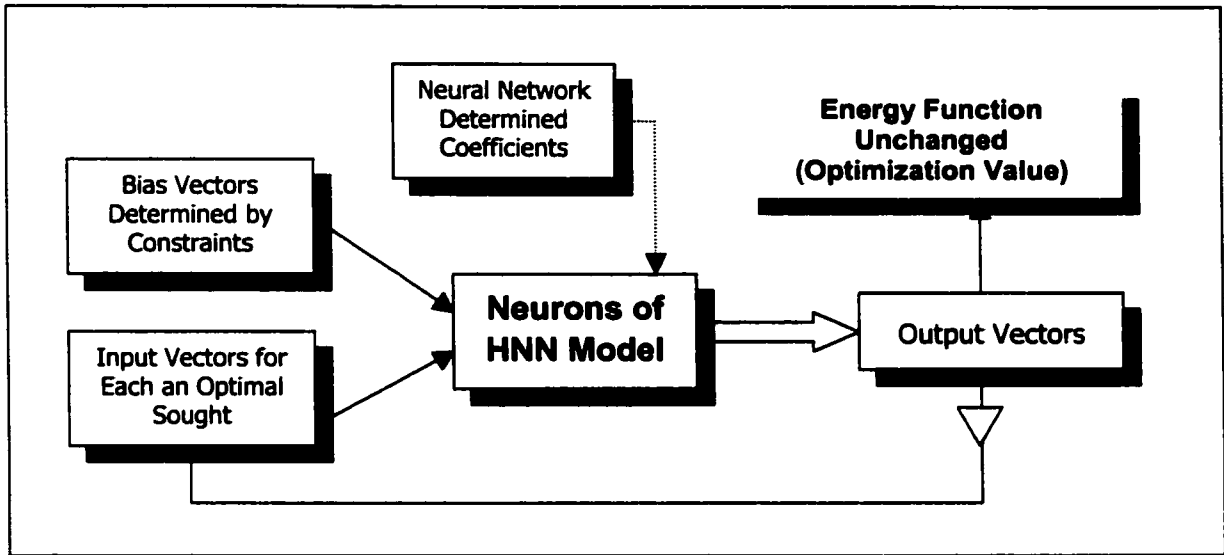 Neural Network
Determined
Coefficients
Energy Function
Unchanged
(Optimization Value)
Bias Vectors
Determined by
Constraints
Neurons of
HNN Model
Output Vectors
Input Vectors for
Each an Optimal
Sought